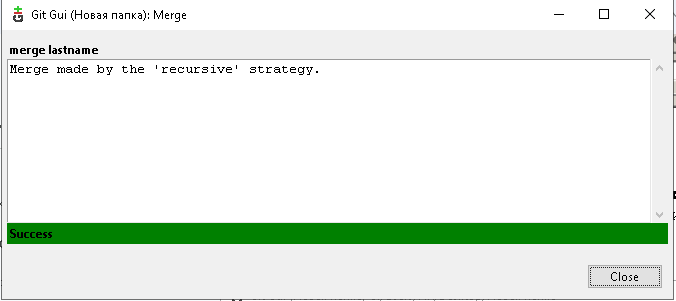 Git Gui (Новая папка): Merge
merge lastname
Merge made by the 'recursive' strategy.
Success
Close